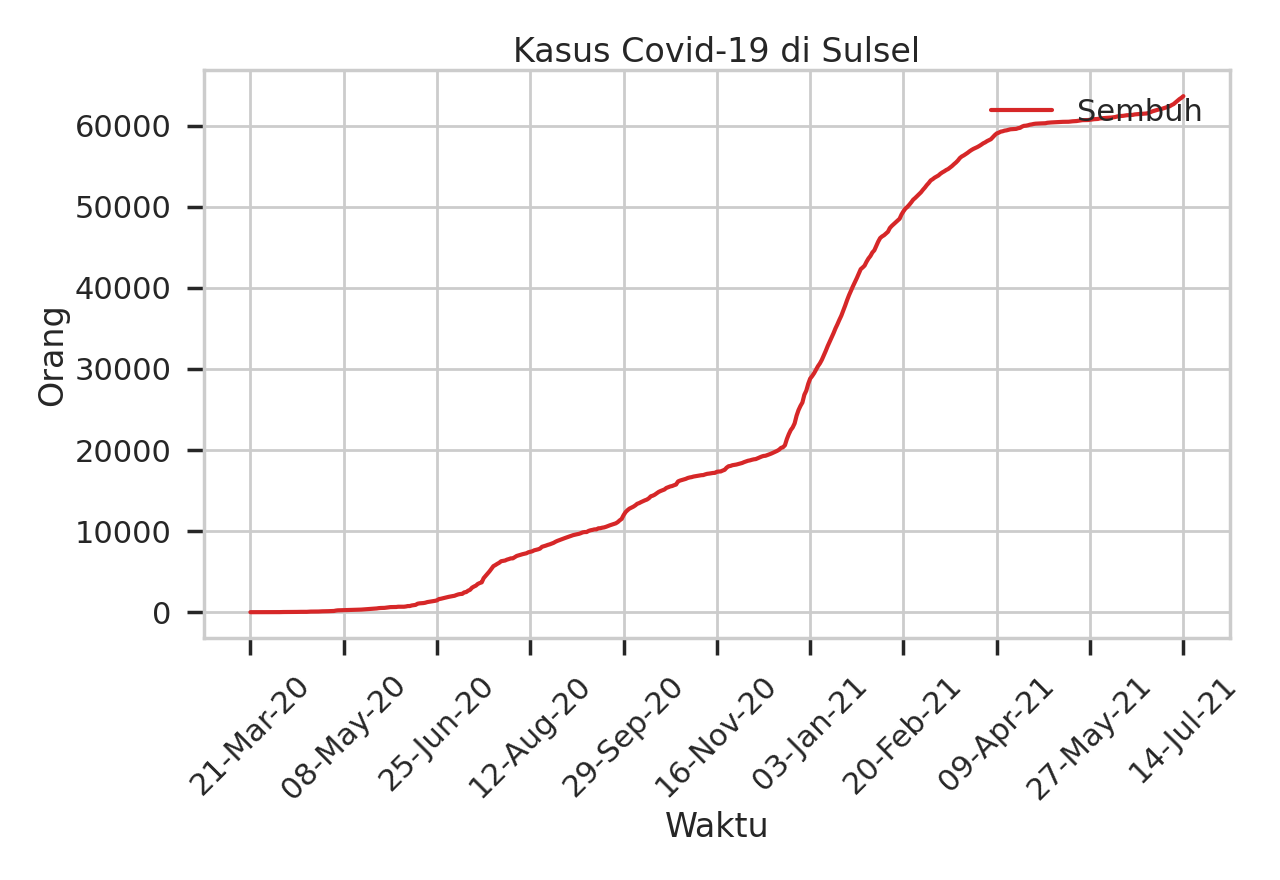 Kasus Covid-19 di Sulsel
Sembuh
Orang
60000
50000
40000
30000
20000
10000
0
21-Mar-20
08-May-20
25-Jun-20
12-Aug-20
29-Sep-20
16-Nov-20
03-Jan-21
20-Feb-21
09-Apr-21
27-May-21
14-Jul-21
Waktu